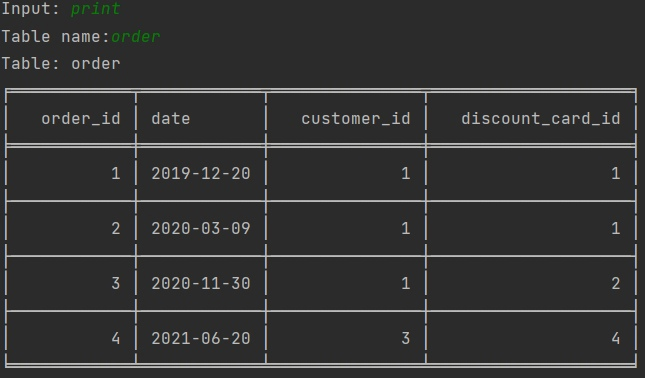 Input: print
Table name:order
Table: order
order_id date customer_id discount_card_id
1 2019-12-20 1 1
2 2020-03-09 1 1
3 2020-11-30 1 2
4 2021-06-20 3 4